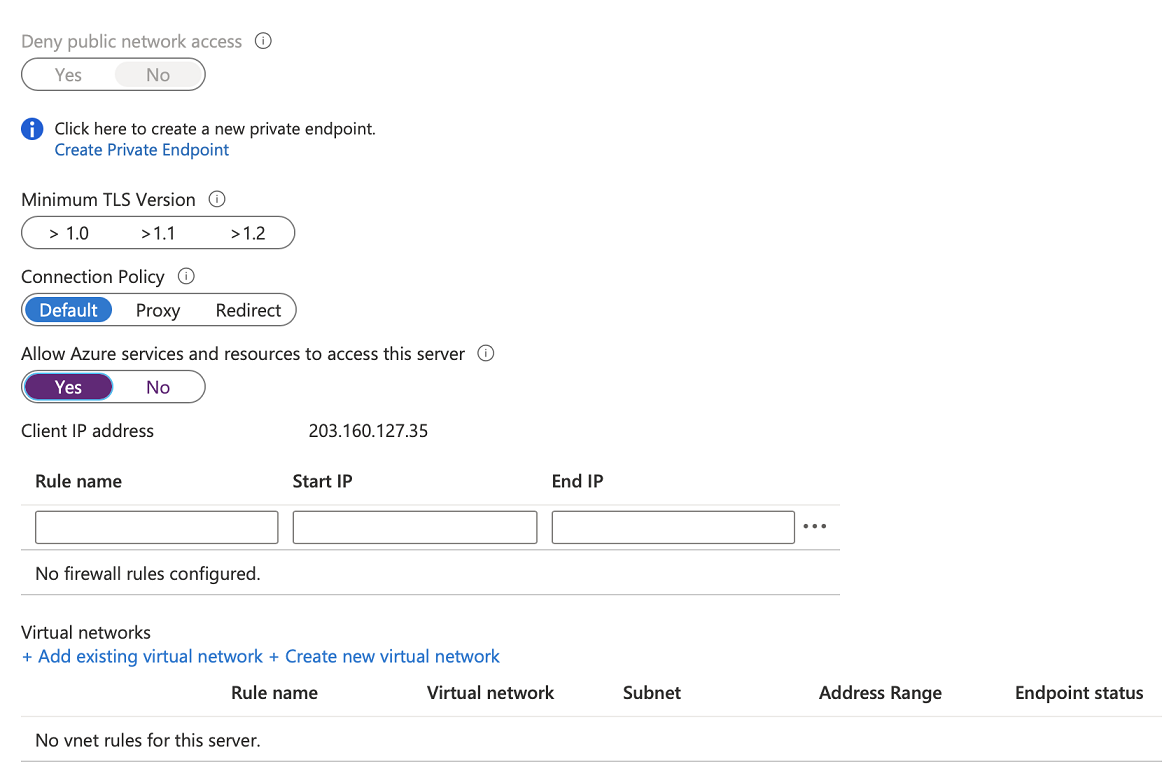 Deny public network access
Yes No
Click here to create a new private endpoint.
Create Private Endpoint
Minimum TLS Version
> 1.0 >1.1 >1.2
Connection Policy
Default Proxy Redirect
Allow Azure services and resources to access this server
Yes No
Client IP address 203.160.127.35
Rule name Start IP End IP
No firewall rules configured.
Virtual networks
+ Add existing virtual network + Create new virtual network
Rule name Virtual network Subnet Address Range Endpoint status
No vnet rules for this server.